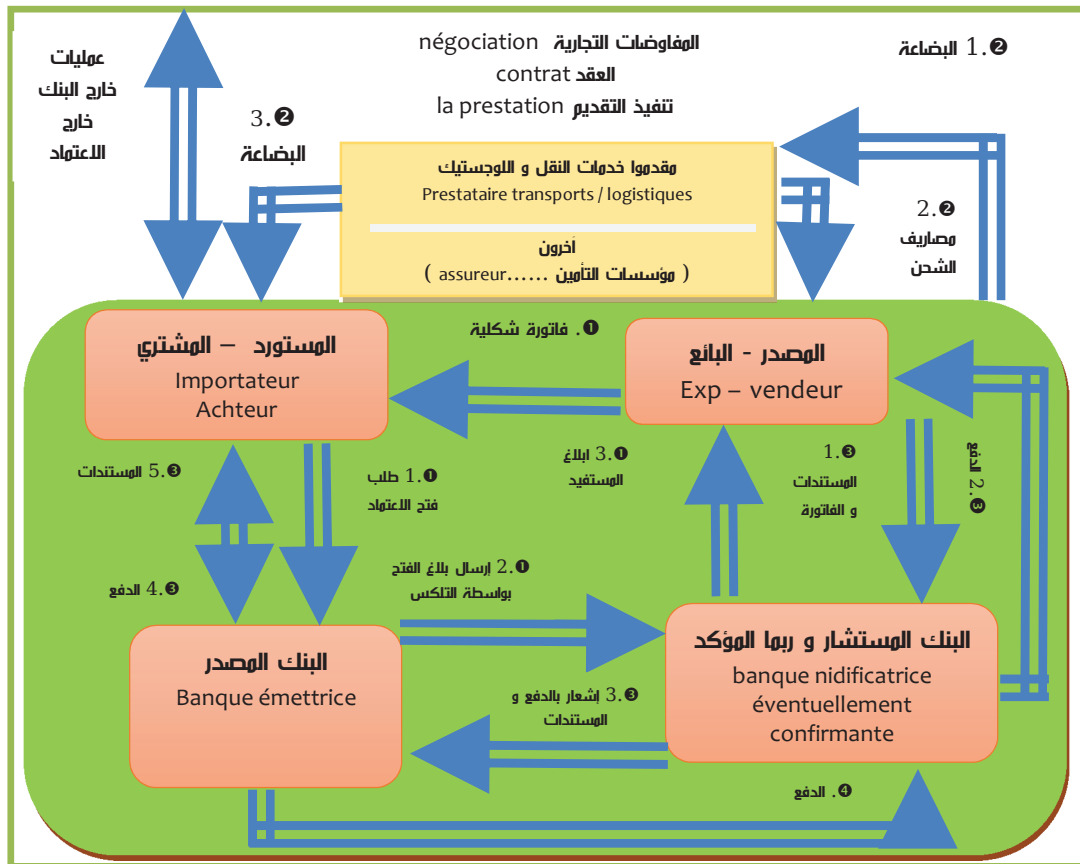 عمليات
خارج البنك
خارج
الاعتماد
المفاوضات التجارية négociation
العقد contrat
تنفيذ التقديم la prestation
1.❷ البضاعة
3.❷
البضاعة
مقدموا خدمات النقل و اللوجستيك
Prestataire transports / logistiques
أخرون
( مؤسسات التأمين ......assureur )
2.❷
مصاريف
الشحن
❶. فاتورة شكلية
المستورد – المشتري
Importateur
Achteur
المصدر - البائع
Exp – vendeur
5.❸ المستندات
1.❶ طلب
فتح الاعتماد
3.❶ ابلاغ
المستفيد
1.❸
المستندات
و الفاتورة
2.❸ الدفع
4.❸ الدفع
2.❶ إرسال بلاغ الفتح
بواسطة التلكس
البنك المصدر
Banque émettrice
البنك المستشار و ربما المؤكد
banque nidificatrice
éventuellement
confirmante
3.❸ إشعار بالدفع و
المستندات
❹. الدفع